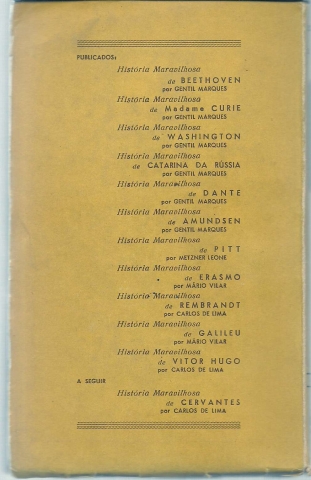 PUBLICADOS:
História Maravilhosa
de BEETHOVEN
por GENTIL MARQUES
História Maravilhosa
de Madame CURIE
por GENTIL MARQUES
História Maravilhosa
de WASHINGTON
por GENTIL MARQUES
História Maravilhosa
de CATARINA DA RÚSSIA
por GENTIL MARQUES
História Maravilhosa
de DANTE
por GENTIL MARQUES
História Maravilhosa
de AMUNDSEN
por GENTIL MARQUES
História Maravilhosa
de PITT
por METZNER LEONE
História Maravilhosa
de ERASMO
por MÁRIO VILAR
História Maravilhosa
de REMBRANDT
por CARLOS DE LIMA
História Maravilhosa
de GALILEU
por MÁRIO VILAR
História Maravilhosa
de VITOR HUGO
por CARLOS DE LIMA
A SEGUIR
História Maravilhosa
de CERVANTES
por CARLOS DE LIMA